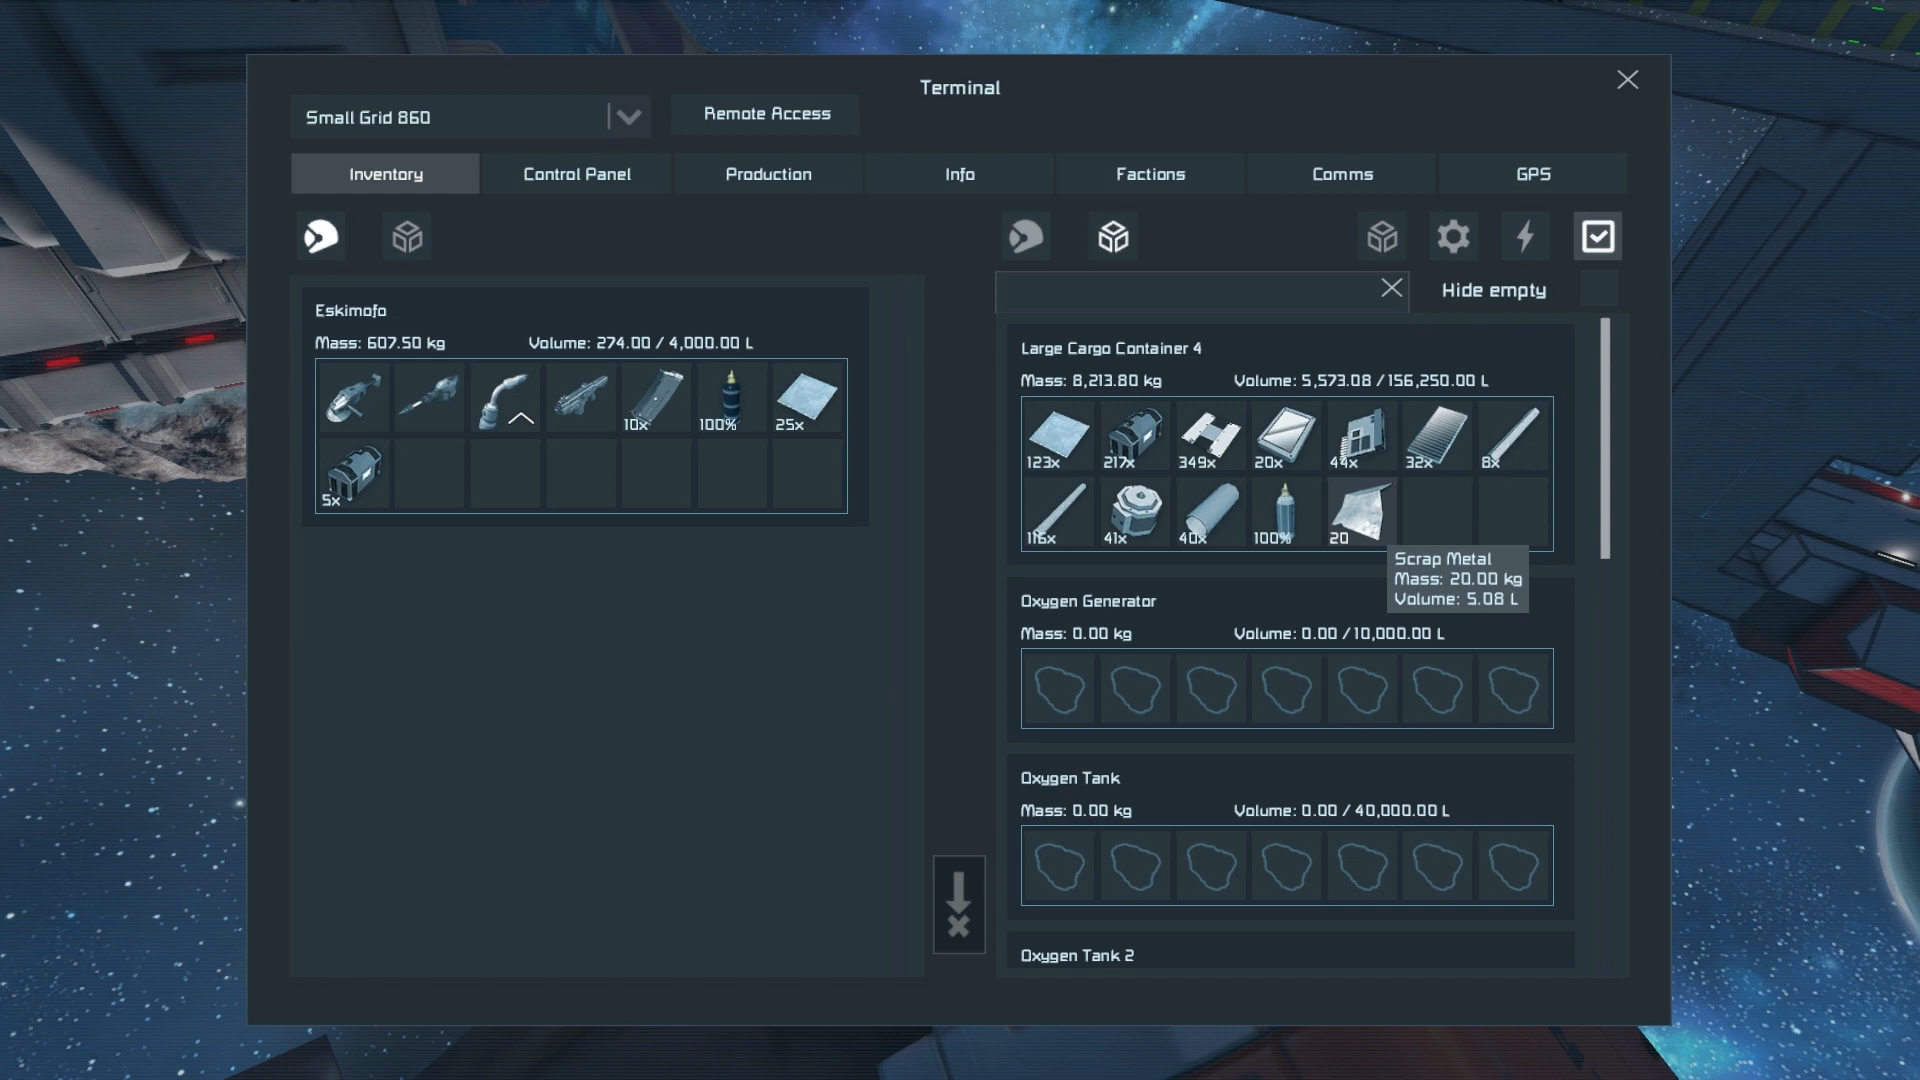 Terminal
Small Grid 860
Remote Access
Inventory
Control Panel
Production
Info
Factions
Comms
GPS
Hide empty
Eskimofo
Mass: 607.50 kg
Volume: 274.00 / 4,000.00 L
10x
100%
25x
5x
Large Cargo Container 4
Mass: 8,213.80 kg
Volume: 5,573.08 / 156,250.00 L
123x
217x
349x
20x
44x
32x
8x
116x
41x
40x
100%
20
Scrap Metal
Mass: 20.00 kg
Volume: 5.08 L
Oxygen Generator
Mass: 0.00 kg
Volume: 0.00 / 10,000.00 L
Oxygen Tank
Mass: 0.00 kg
Volume: 0.00 / 40,000.00 L
Oxygen Tank 2